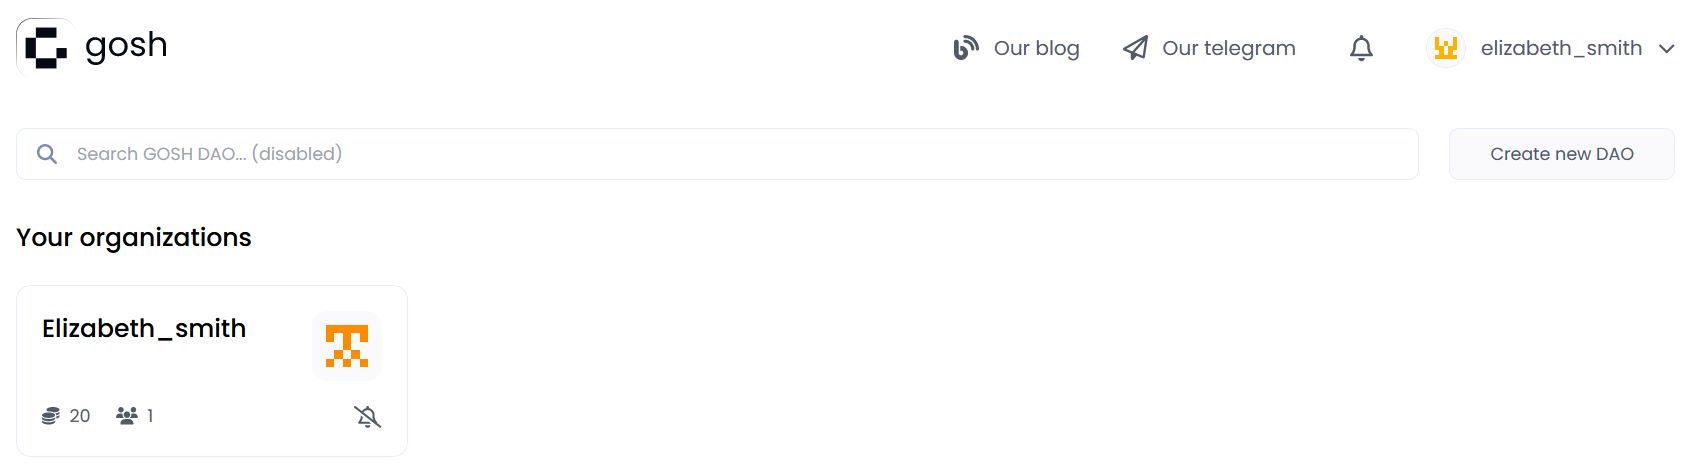 gosh
Our blog
Our telegram
elizabeth_smith
Search GOSH DAO... (disabled)
Create new DAO
Your organizations
Elizabeth_smith
20
1